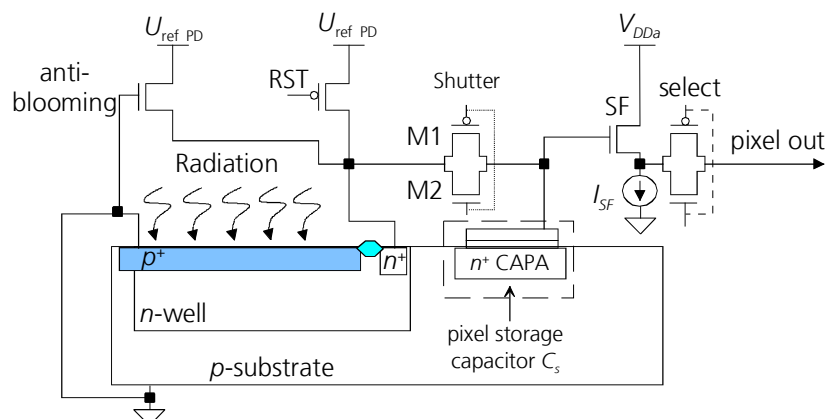 U_ref PD
U_ref PD
V_DDa
anti-
blooming
RST
Shutter
SF
select
M1
pixel out
Radiation
M2
I_SF
p+
n+
n+ CAPA
n-well
pixel storage
capacitor C_s
p-substrate